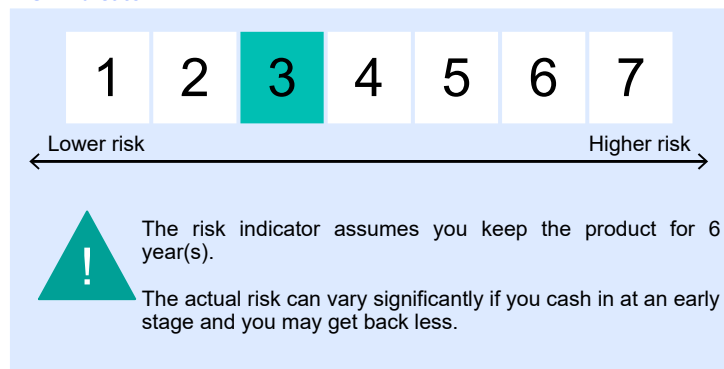 1 2 3 4 5 6 7
Lower risk Higher risk
!
The risk indicator assumes you keep the product for 6
year(s).
The actual risk can vary significantly if you cash in at an early
stage and you may get back less.